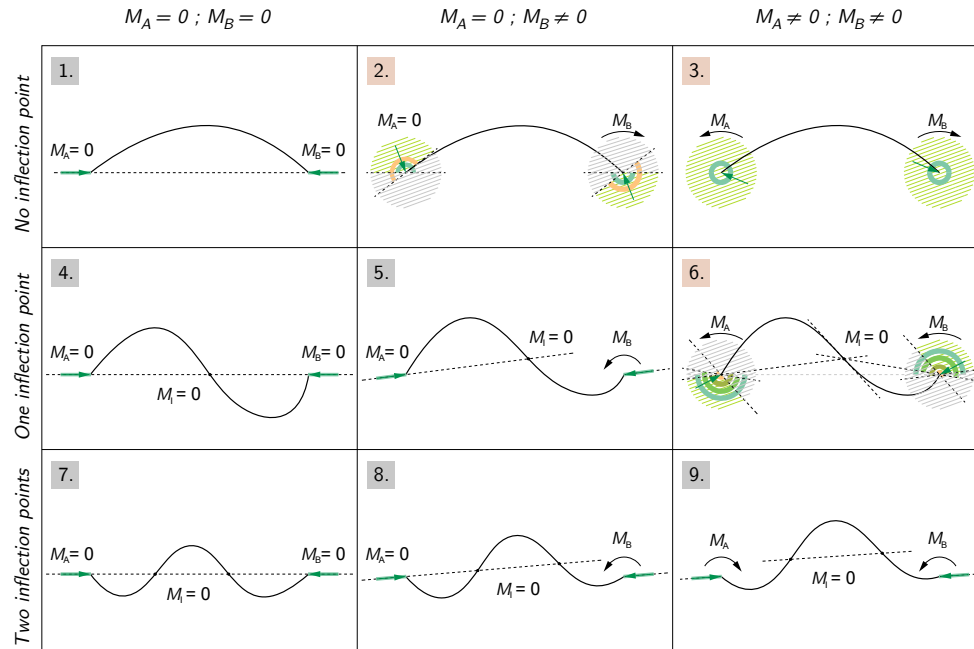 M_A = 0 ; M_B = 0
M_A = 0 ; M_B ≠ 0
M_A ≠ 0 ; M_B ≠ 0
No inflection point
1.
M_A = 0
M_B = 0
2.
M_A = 0
M_B
3.
M_A
M_B
One inflection point
4.
M_A = 0
M_B = 0
M_I = 0
5.
M_A = 0
M_I = 0
M_B
6.
M_A
M_I = 0
M_B
Two inflection points
7.
M_A = 0
M_B = 0
M_I = 0
8.
M_A = 0
M_B
M_I = 0
9.
M_A
M_B
M_I = 0